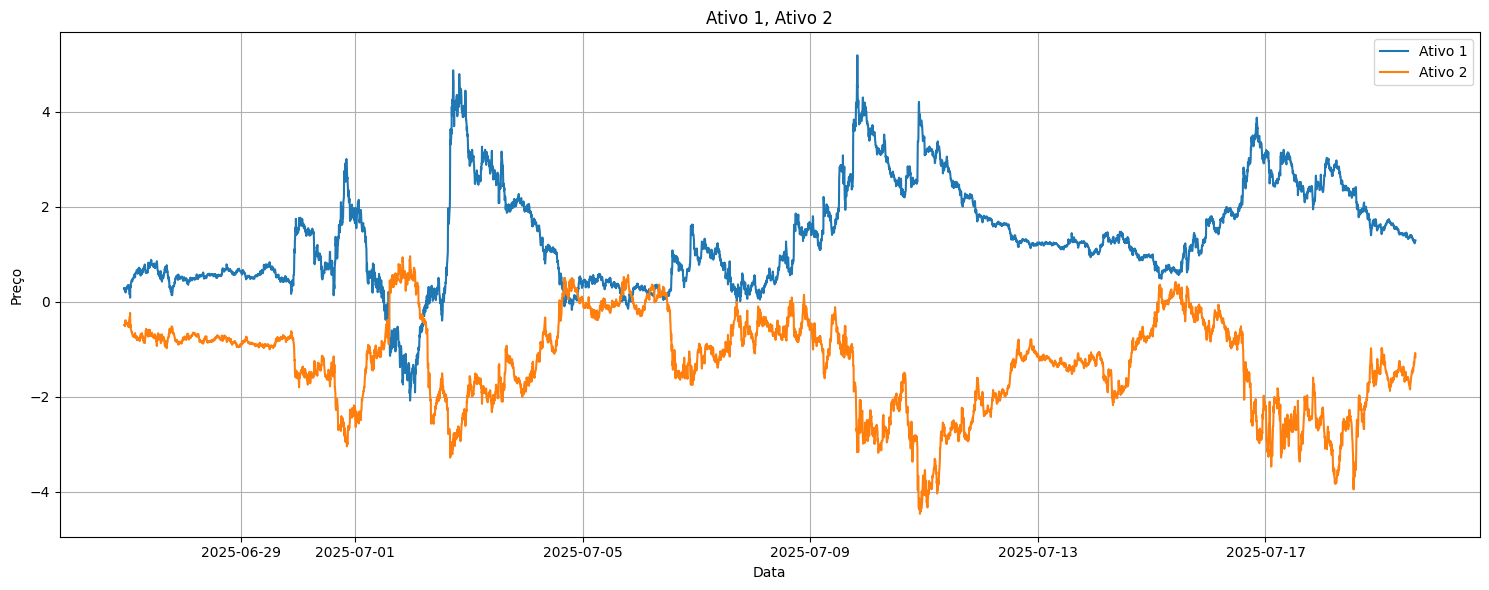 Ativo 1, Ativo 2
Ativo 1
Ativo 2
Preço
4
2
0
−2
−4
2025-06-29
2025-07-01
2025-07-05
2025-07-09
2025-07-13
2025-07-17
Data